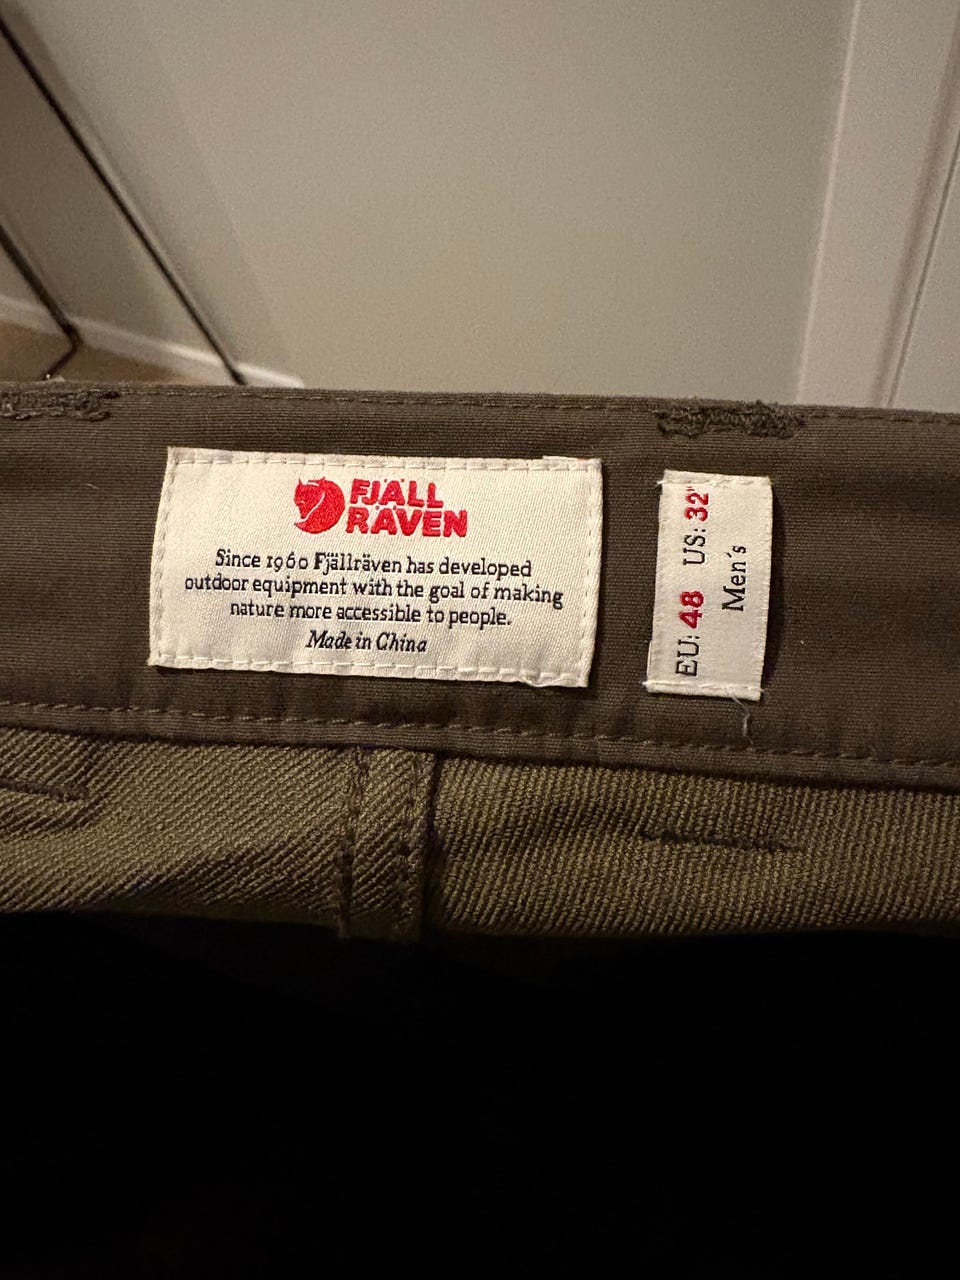 FJÄLL
RÄVEN
Since 1960 Fjällräven has developed
outdoor equipment with the goal of making
nature more accessible to people.
Made in China
EU: 48 US: 32"
Men's